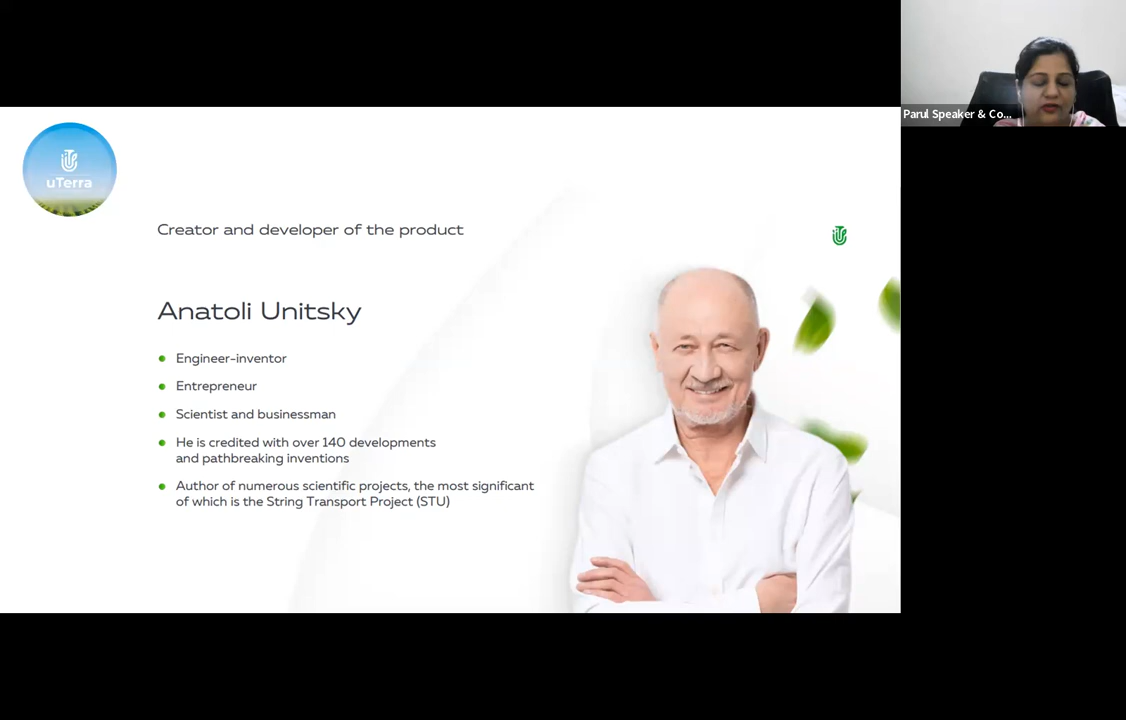 Parul Speaker & Co...
uTerra
Creator and developer of the product
Anatoli Unitsky
Engineer-inventor
Entrepreneur
Scientist and businessman
He is credited with over 140 developments
and pathbreaking inventions
Author of numerous scientific projects, the most significant
of which is the String Transport Project (STU)